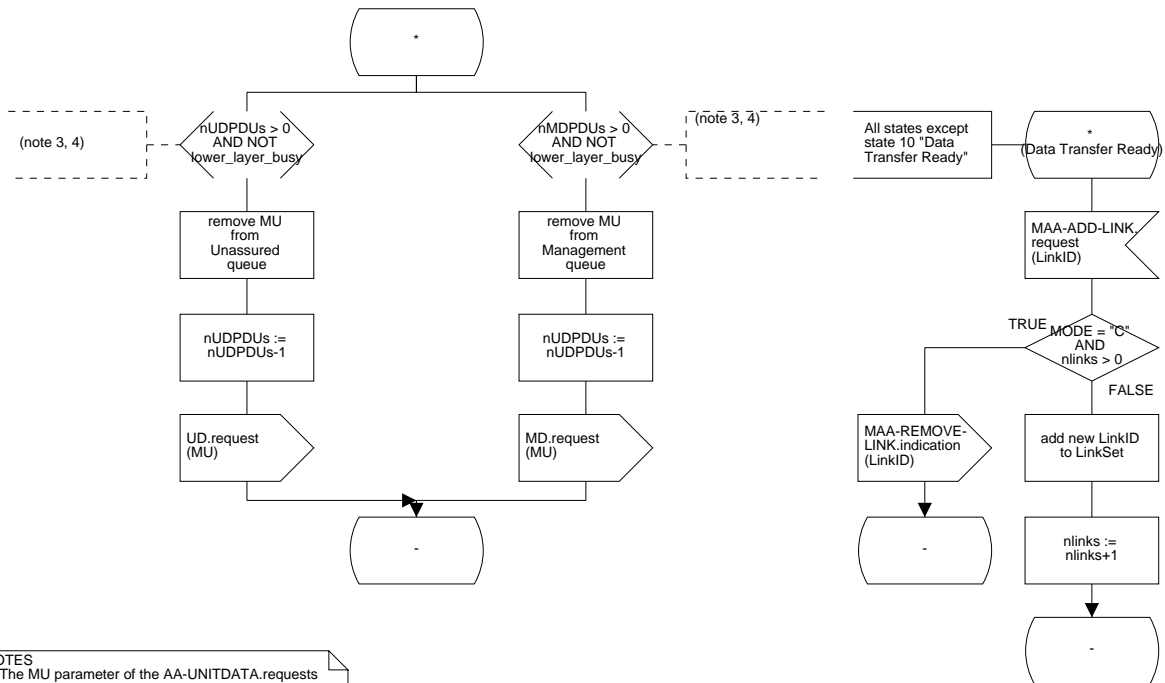 *
(note 3, 4)
nUDPDUs > 0
AND NOT
lower_layer_busy
nMDPDUs > 0
AND NOT
lower_layer_busy
(note 3, 4)
remove MU
from
Unassured
queue
remove MU
from
Management
queue
nUDPDUs :=
nUDPDUs-1
nUDPDUs :=
nUDPDUs-1
UD.request
(MU)
MD.request
(MU)
-
All states except
state 10 "Data
Transfer Ready"
*
(Data Transfer Ready)
MAA-ADD-LINK.
request
(LinkID)
TRUE
MODE = "C"
AND
nlinks > 0
FALSE
MAA-REMOVE-
LINK.indication
(LinkID)
add new LinkID
to LinkSet
-
nlinks :=
nlinks+1
-
OTES
The MU parameter of the AA-UNITDATA.requests